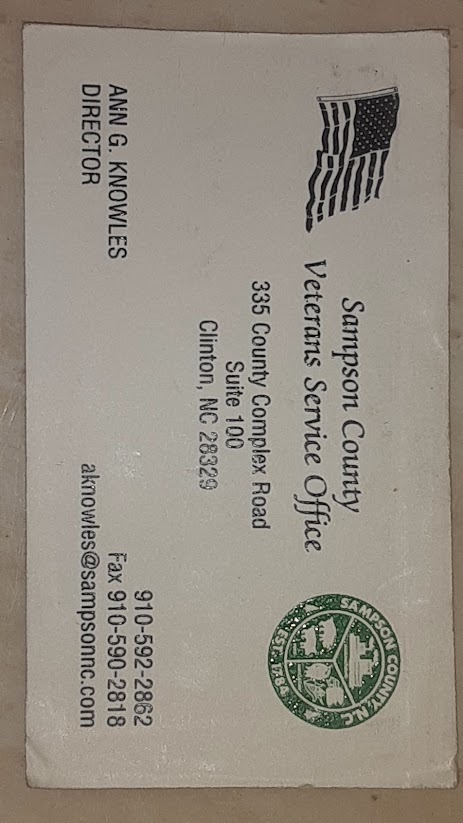 Sampson County
Veterans Service Office
335 County Complex Road
Suite 100
Clinton, NC 28329
ANN G. KNOWLES
DIRECTOR
910-592-2862
Fax 910-590-2818
aknowles@sampsonnc.com
SAMPSON COUNTY, N.C.
EST. 1784